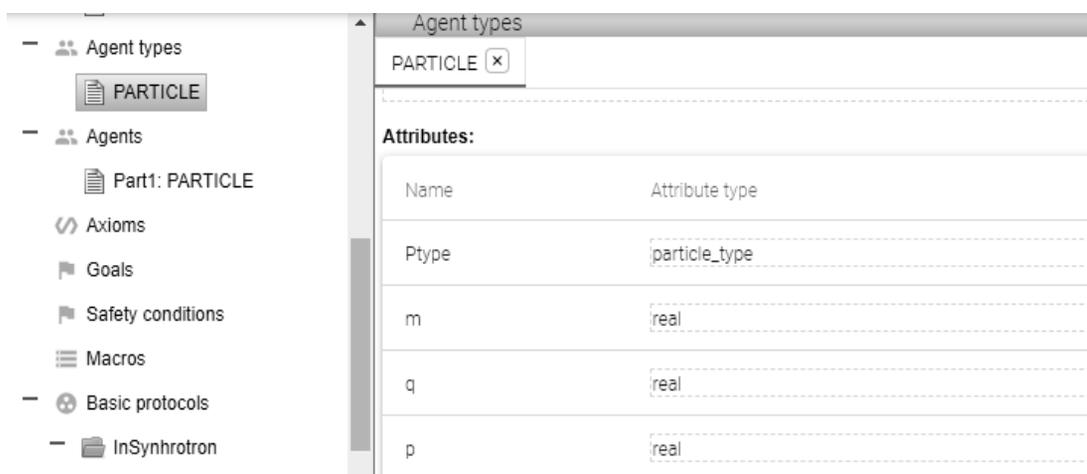 Agent types
PARTICLE
Agents
Part1: PARTICLE
Axioms
Goals
Safety conditions
Macros
Basic protocols
InSynhrotron
Agent types
PARTICLE
Attributes:
Name Attribute type
Ptype particle_type
m real
q real
p real